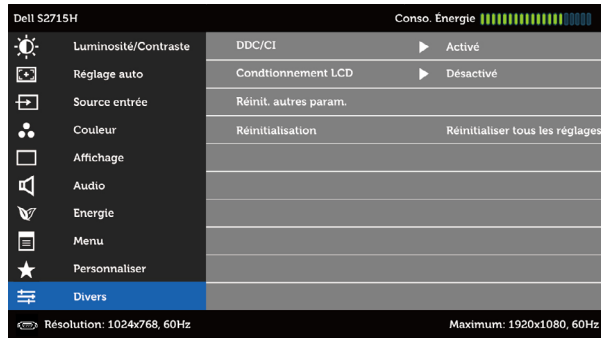 Dell S2715H Conso. Énergie
Luminosité/Contraste DDC/CI Activé
Réglage auto Condtionnement LCD Désactivé
Source entrée Réinit. autres param.
Couleur Réinitialisation Réinitialiser tous les réglages
Affichage
Audio
Energie
Menu
Personnaliser
Divers
Résolution: 1024x768, 60Hz Maximum: 1920x1080, 60Hz